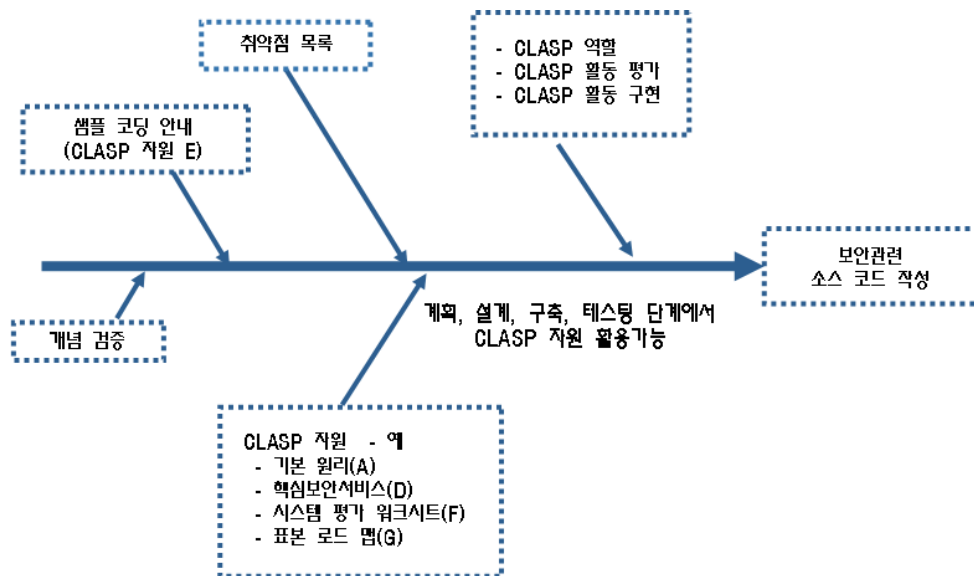 취약점 목록
- CLASP 역할
- CLASP 활동 평가
- CLASP 활동 구현
샘플 코딩 안내
(CLASP 자원 E)
보안관련
소스 코드 작성
개념 검증
계획, 설계, 구축, 테스팅 단계에서
CLASP 자원 활용가능
CLASP 자원 - 예
- 기본 원리(A)
- 핵심보안서비스(D)
- 시스템 평가 워크시트(F)
- 표본 로드 맵(G)